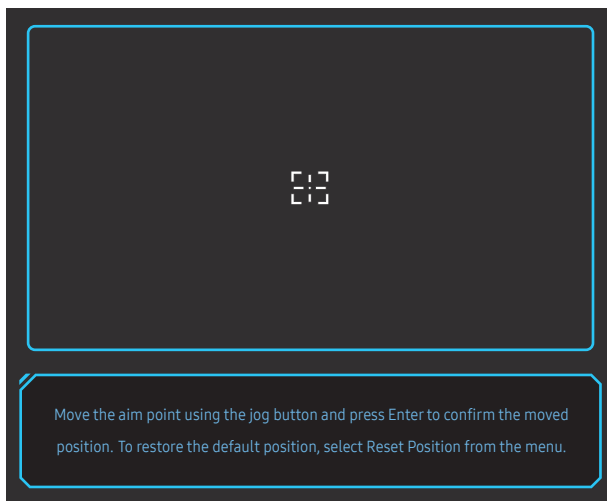 Move the aim point using the jog button and press Enter to confirm the moved
position. To restore the default position, select Reset Position from the menu.